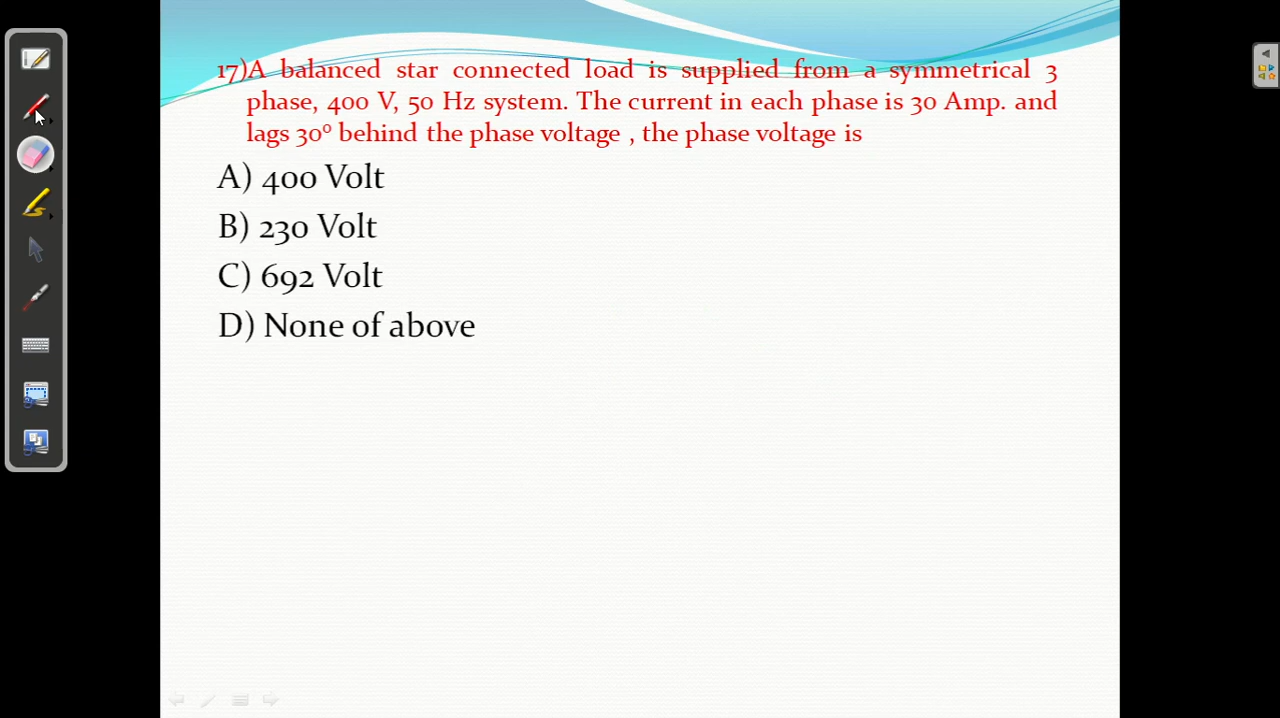 17)A balanced star connected load is supplied from a symmetrical 3
phase, 400 V, 50 Hz system. The current in each phase is 30 Amp. and
lags 30⁰ behind the phase voltage , the phase voltage is
A) 400 Volt
B) 230 Volt
C) 692 Volt
D) None of above